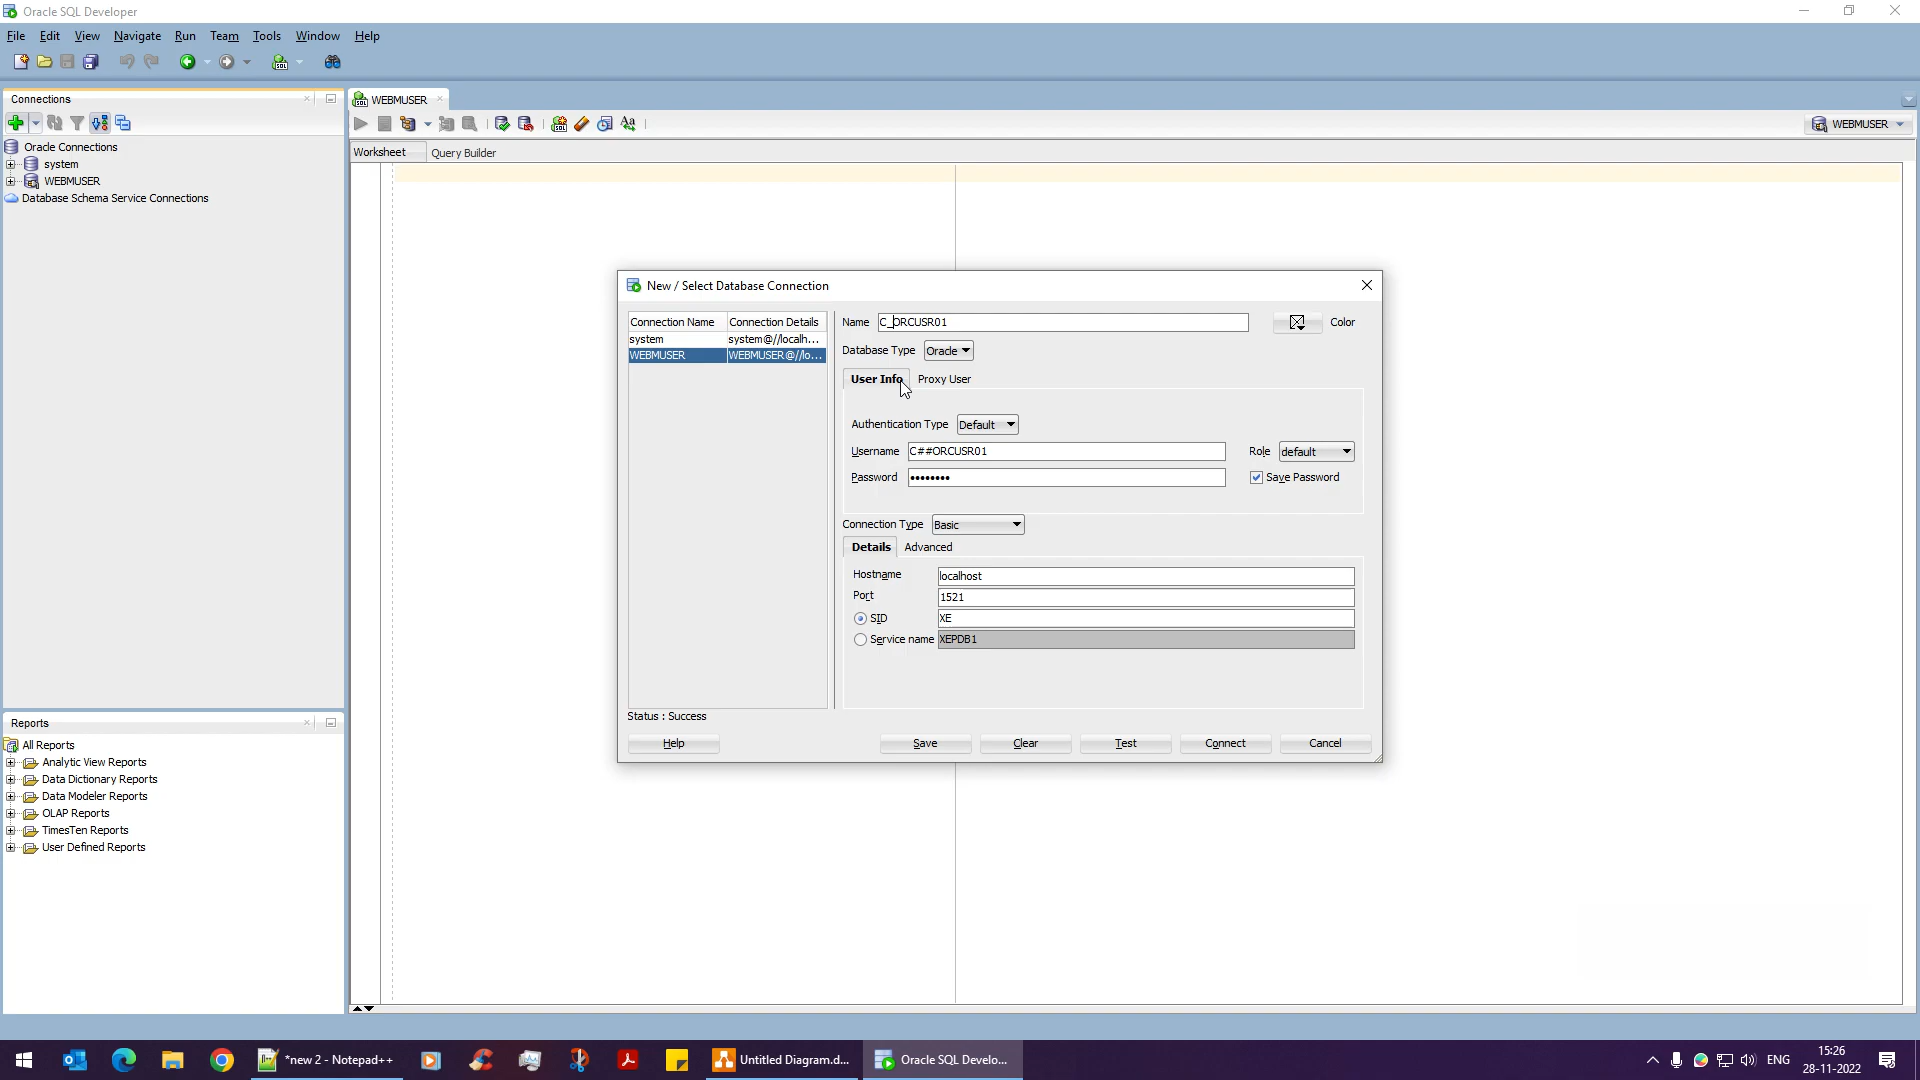 Oracle SQL Developer
File Edit View Navigate Run Team Tools Window Help
Connections
WEBMUSER
WEBMUSER
Worksheet Query Builder
Oracle Connections
system
WEBMUSER
Database Schema Service Connections
New / Select Database Connection
Connection Name Connection Details
system system@//localh...
WEBMUSER WEBMUSER@//lo...
Name C_ORCUSR01 Color
Database Type Oracle
User Info Proxy User
Authentication Type Default
Username C##ORCUSR01 Role default
Password •••••••• Save Password
Connection Type Basic
Details Advanced
Hostname localhost
Port 1521
SID XE
Service name XEPDB1
Status : Success
Help Save Clear Test Connect Cancel
Reports
All Reports
Analytic View Reports
Data Dictionary Reports
Data Modeler Reports
OLAP Reports
TimesTen Reports
User Defined Reports
*new 2 - Notepad++ Untitled Diagram.d... Oracle SQL Develo... ENG
15:26
28-11-2022